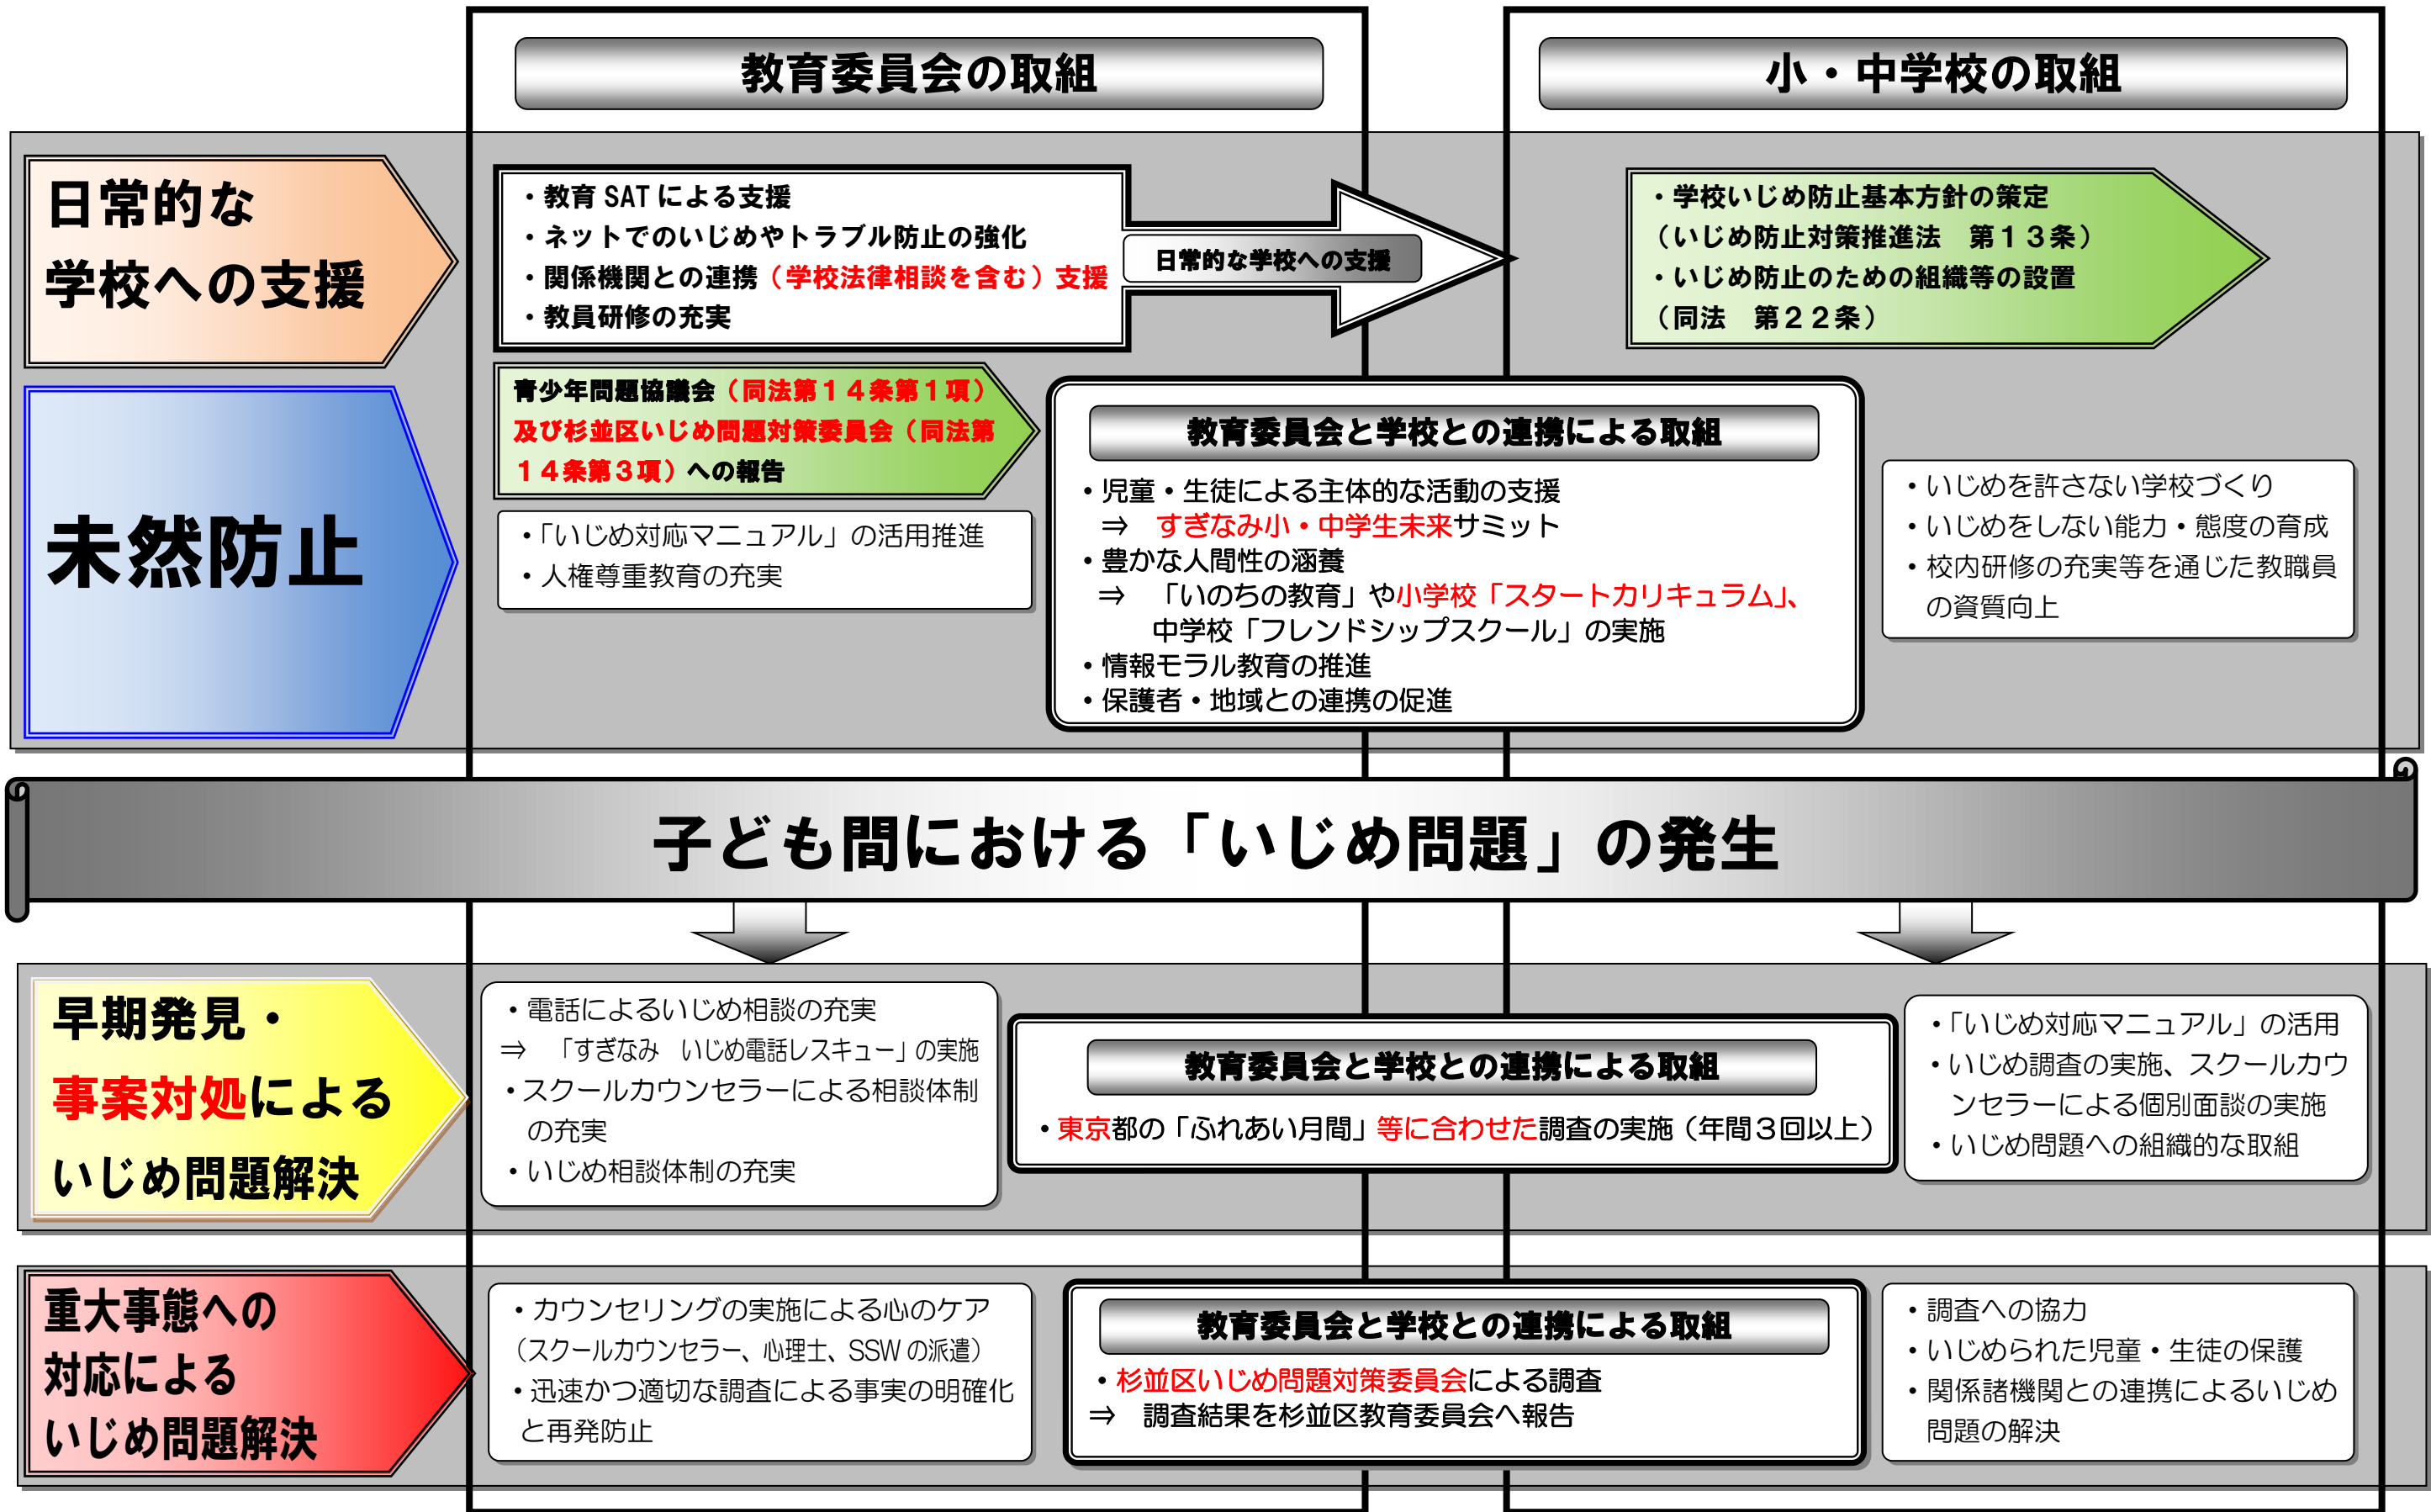 教育委員会の取組
小・中学校の取組
日常的な
学校への支援
・教育 SAT による支援
・ネットでのいじめやトラブル防止の強化
・関係機関との連携（学校法律相談を含む）支援
・教員研修の充実
日常的な学校への支援
・学校いじめ防止基本方針の策定
（いじめ防止対策推進法　第１３条）
・いじめ防止のための組織等の設置
（同法　第２２条）
未然防止
青少年問題協議会（同法第１４条第１項）
及び杉並区いじめ問題対策委員会（同法第
１４条第３項）への報告
・「いじめ対応マニュアル」の活用推進
・人権尊重教育の充実
教育委員会と学校との連携による取組
・児童・生徒による主体的な活動の支援
⇒　すぎなみ小・中学生未来サミット
・豊かな人間性の涵養
⇒　「いのちの教育」や小学校「スタートカリキュラム」、
中学校「フレンドシップスクール」の実施
・情報モラル教育の推進
・保護者・地域との連携の促進
・いじめを許さない学校づくり
・いじめをしない能力・態度の育成
・校内研修の充実等を通じた教職員
の資質向上
子ども間における「いじめ問題」の発生
早期発見・
事案対処による
いじめ問題解決
・電話によるいじめ相談の充実
⇒　「すぎなみ　いじめ電話レスキュー」の実施
・スクールカウンセラーによる相談体制
の充実
・いじめ相談体制の充実
教育委員会と学校との連携による取組
・東京都の「ふれあい月間」等に合わせた調査の実施（年間３回以上）
・「いじめ対応マニュアル」の活用
・いじめ調査の実施、スクールカウ
ンセラーによる個別面談の実施
・いじめ問題への組織的な取組
重大事態への
対応による
いじめ問題解決
・カウンセリングの実施による心のケア
（スクールカウンセラー、心理士、SSW の派遣）
・迅速かつ適切な調査による事実の明確化
と再発防止
教育委員会と学校との連携による取組
・杉並区いじめ問題対策委員会による調査
⇒　調査結果を杉並区教育委員会へ報告
・調査への協力
・いじめられた児童・生徒の保護
・関係諸機関との連携によるいじめ
問題の解決